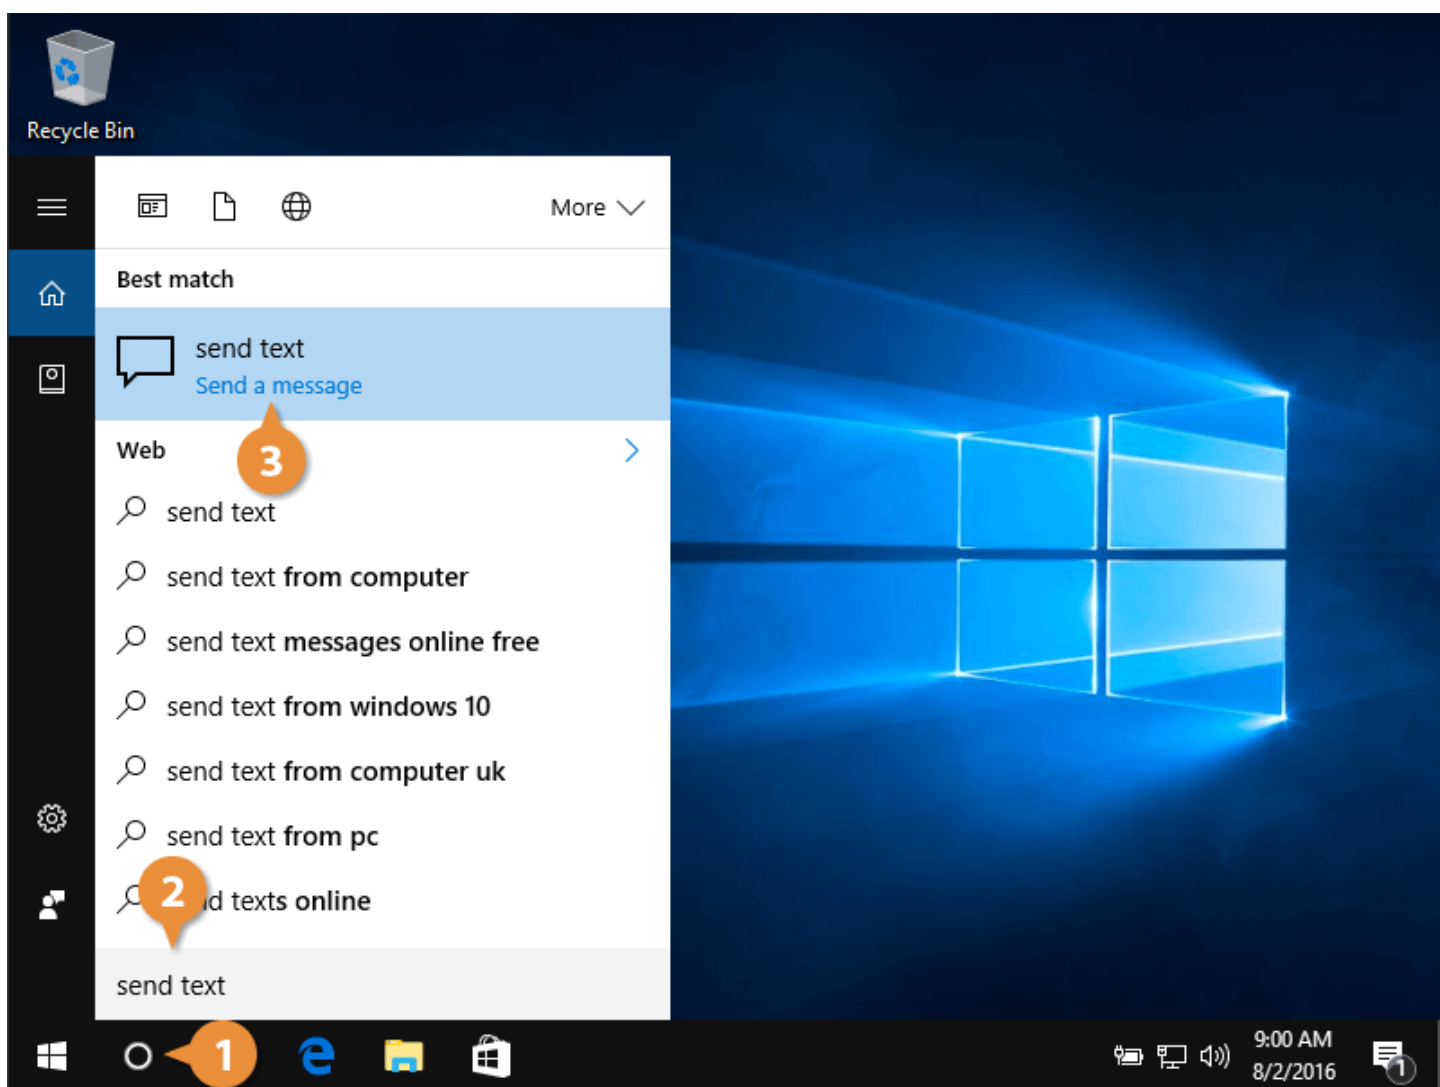 Recycle Bin
More
Best match
send text
Send a message
3
Web
send text
send text from computer
send text messages online free
send text from windows 10
send text from computer uk
send text from pc
2
texts online
send text
1
9:00 AM
8/2/2016
1